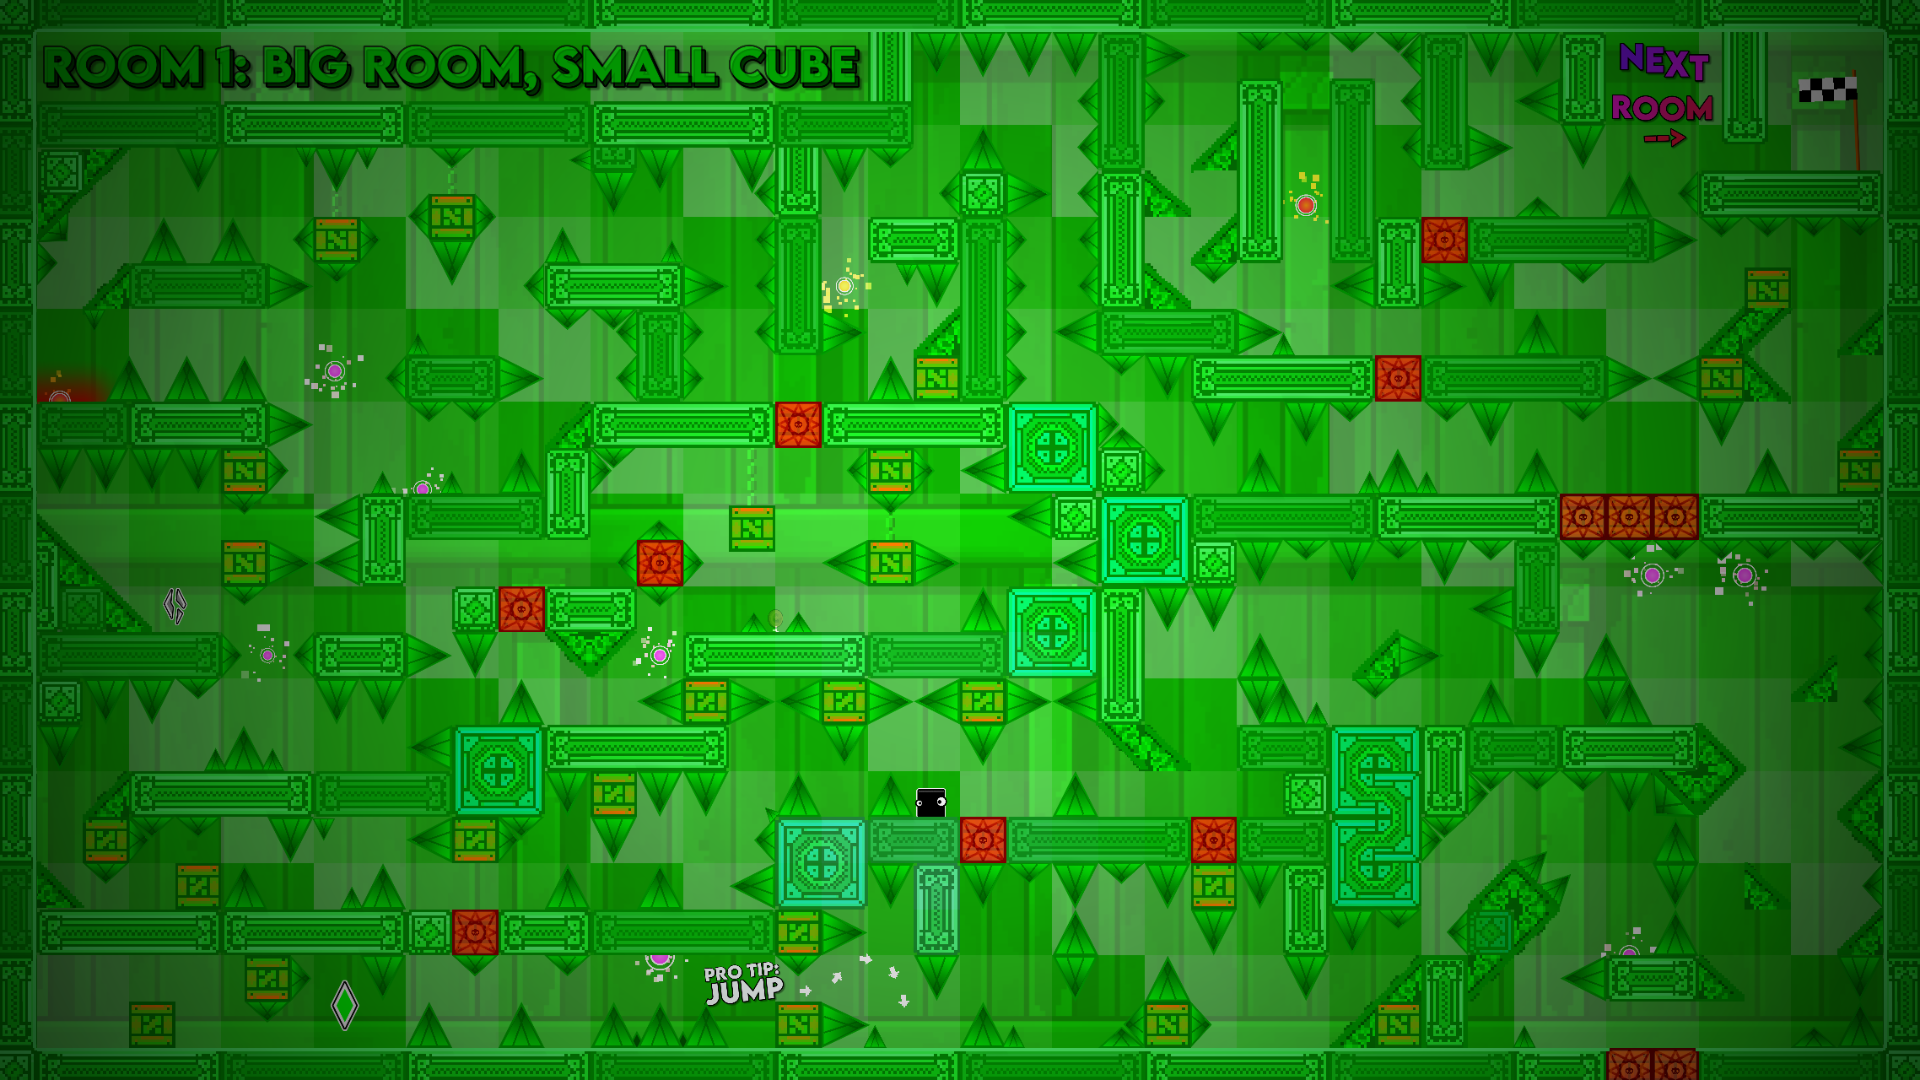 ROOM 1: BIG ROOM, SMALL CUBE
NEXT
ROOM
PRO TIP:
JUMP